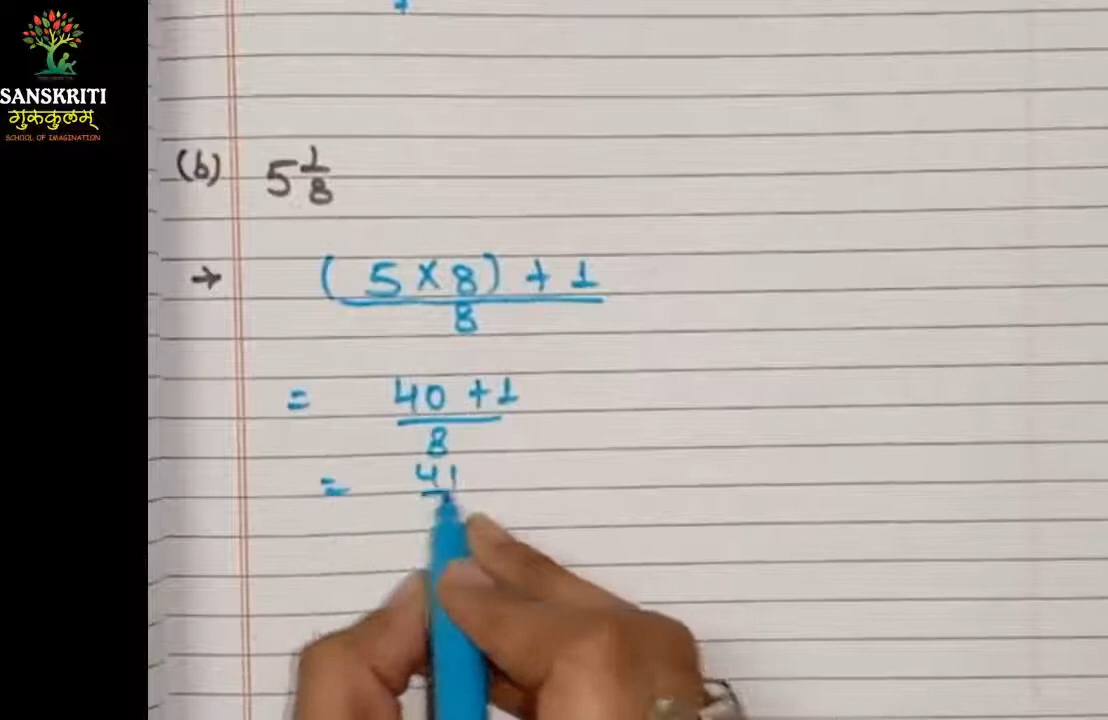 SANSKRITI
गुरुकुलम्
SCHOOL OF IMAGINATION
(b) 5 1/8
→ (5 × 8) + 1
8
= 40 + 1
8
= 41